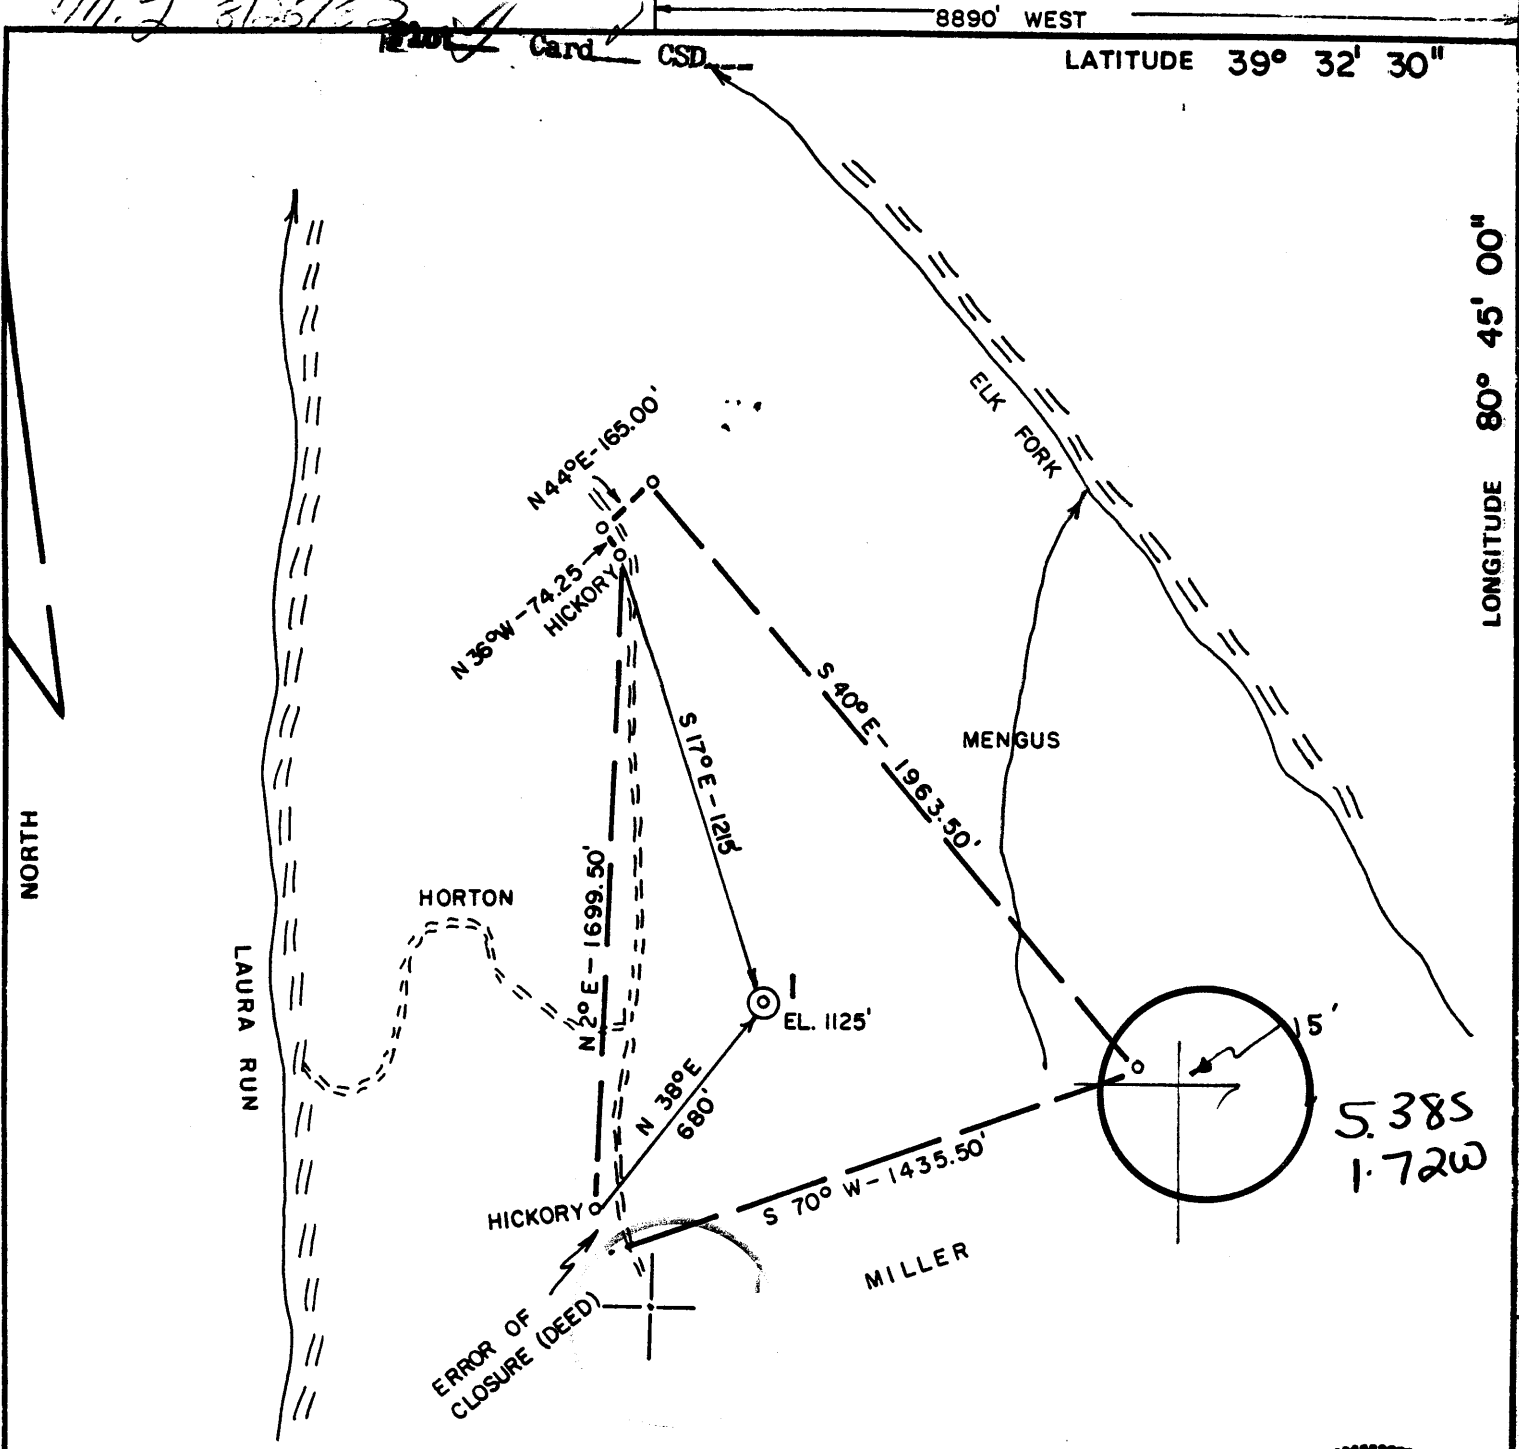 8890' WEST
Plot Card CSD
LATITUDE 39° 32' 30"
LONGITUDE 80° 45' 00"
ELK FORK
N 44° E - 165.00'
N 36° W - 74.25
HICKORY
S 40° E - 1963.50'
S 17° E - 1215'
MENGUS
NORTH
N 2° E - 1699.50'
HORTON
LAURA RUN
1
EL. 1125'
15'
N 38° E
680'
5.38S
1.72W
S 70° W - 1435.50'
HICKORY
MILLER
ERROR OF
CLOSURE (DEED)